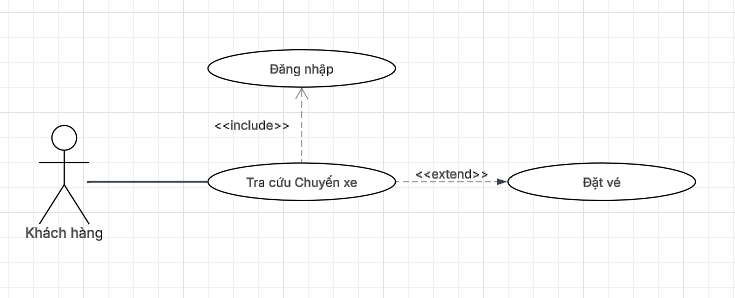 Đăng nhập
<<include>>
Tra cứu Chuyến xe
<<extend>>
Đặt vé
Khách hàng